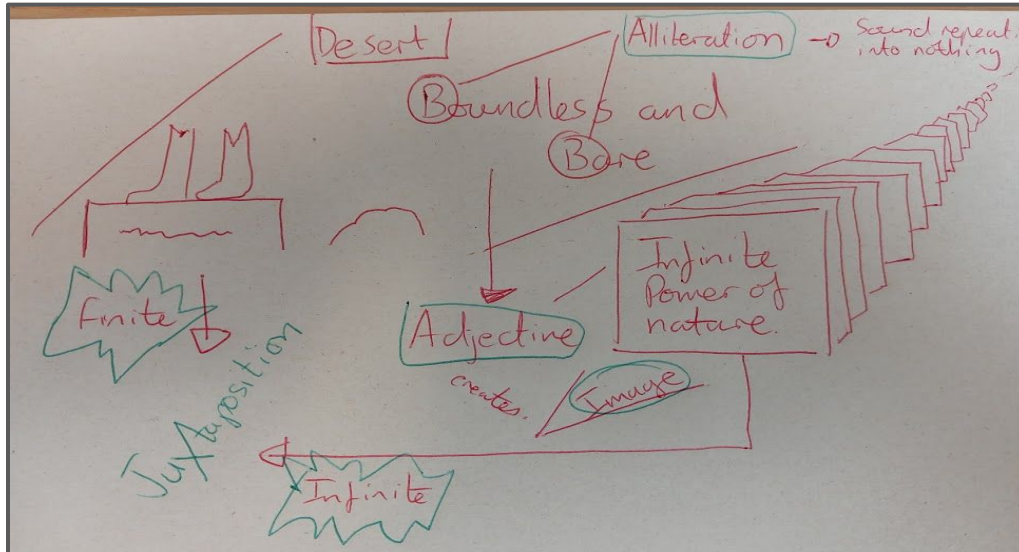 Desert
Alliteration → Sound repeat.
into nothing
Boundless and
Bare
Infinite
Power of
nature.
Finite
Adjective
creates.
Image
Juxtaposition
Infinite